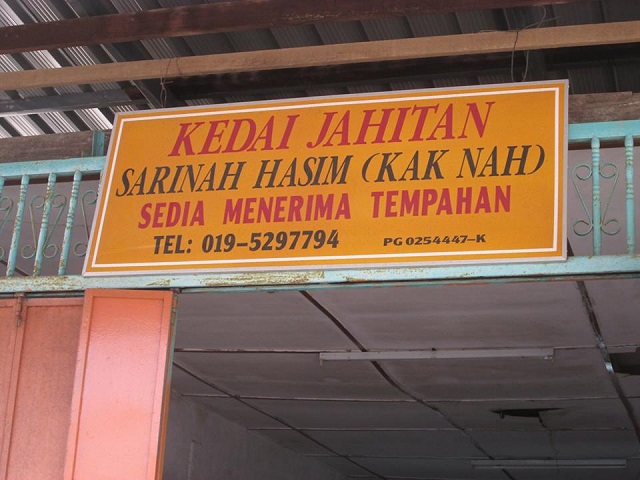 KEDAI JAHITAN
SARINAH HASIM (KAK NAH)
SEDIA MENERIMA TEMPAHAN
TEL: 019-5297794 PG 0254447-K